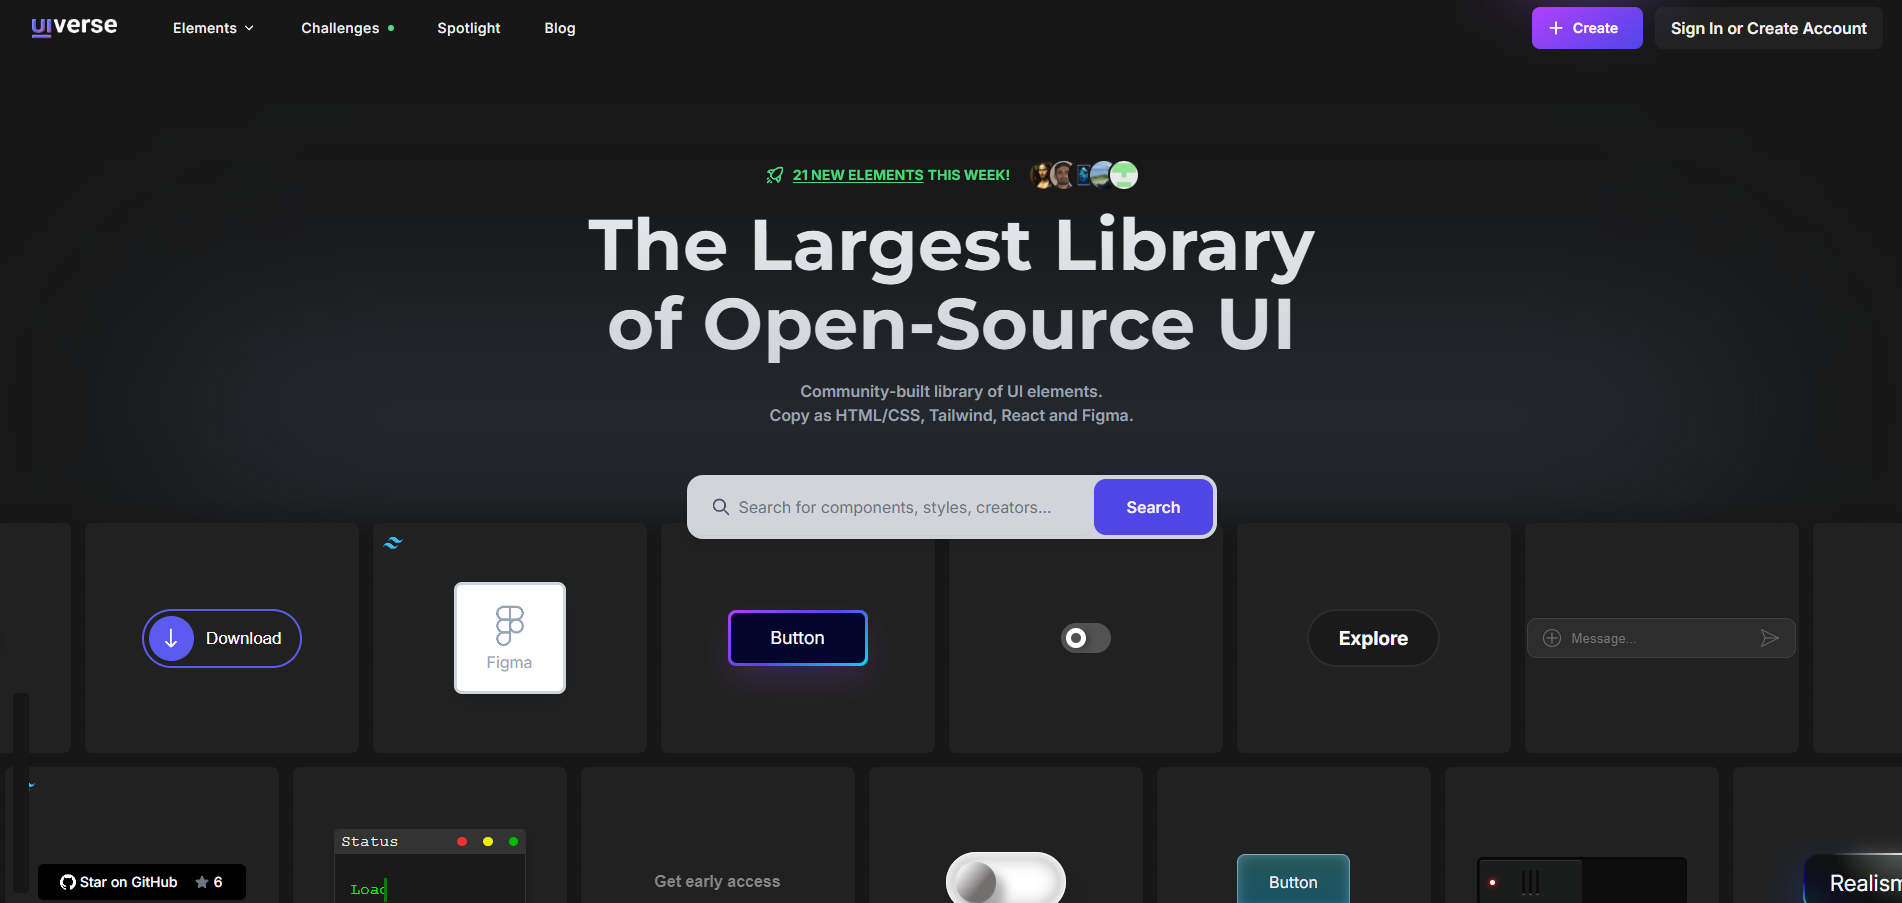 uiverse
Elements
Challenges
Spotlight
Blog
Create
Sign In or Create Account
21 NEW ELEMENTS THIS WEEK!
The Largest Library
of Open-Source UI
Community-built library of UI elements.
Copy as HTML/CSS, Tailwind, React and Figma.
Search for components, styles, creators...
Search
Download
Figma
Button
Explore
Message...
Star on GitHub
6
Status
Load
Get early access
Button
Realism